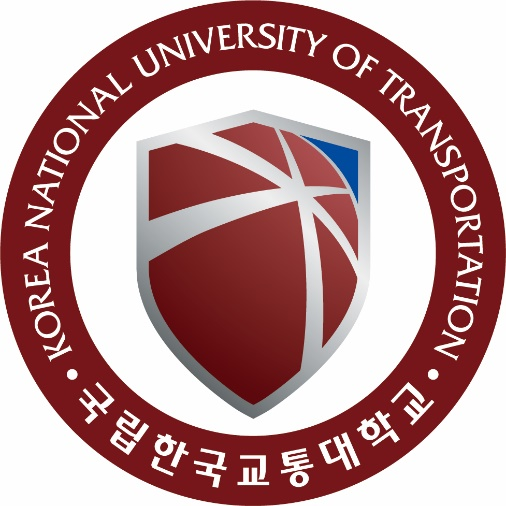 KOREA NATIONAL UNIVERSITY OF TRANSPORTATION
국립한국교통대학교